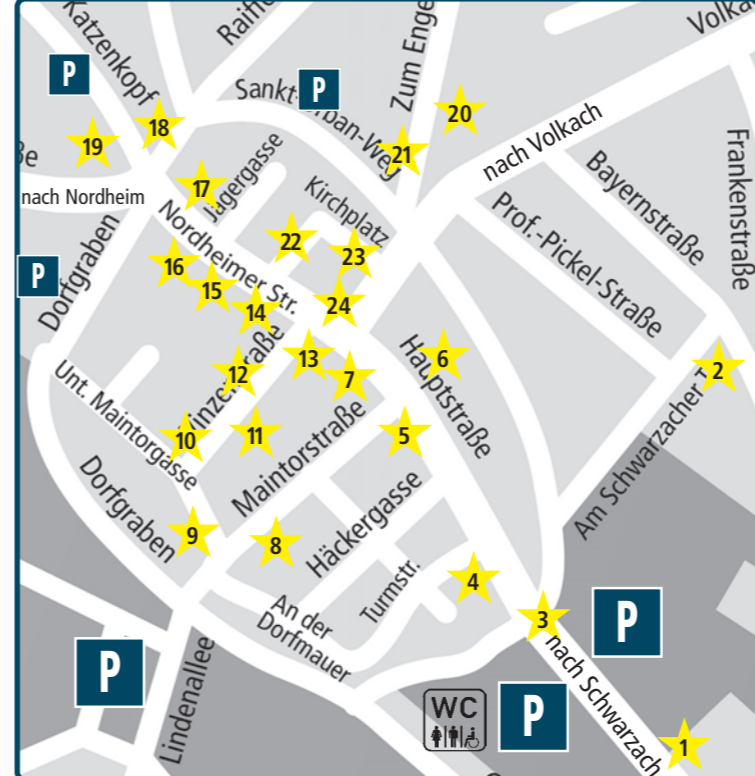 Katzenkopf
Raiffe
Zum Enge
Volka
P
P
Sankt-Urban-Weg
20
18
19
21
nach Volkach
Bayernstraße
Frankenstraße
ße
17
Jägergasse
Kirchplatz
nach Nordheim
Nordheimer Str.
Prof.-Pickel-Straße
22
23
16
P
Dorfgraben
15
14
24
13
6
Hauptstraße
2
12
7
Winzerstraße
Unt. Maintorgasse
10
11
5
Maintorstraße
Am Schwarzacher T
Dorfgraben
Häckergasse
9
8
4
Turmstr.
An der
Dorfmauer
3
P
P
nach Schwarzach
Lindenallee
WC
P
1